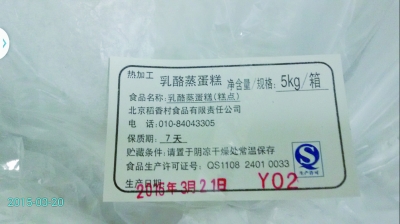 热加工 乳酪蒸蛋糕 净含量/规格: 5kg/箱
食品名称: 乳酪蒸蛋糕(糕点)
北京稻香村食品有限责任公司
电 话: 010-84043305
保质期: 7天
贮藏条件: 请置于阴凉干燥处常温保存
食品生产许可证号: QS1108 2401 0033
生产日期 2015年3月21日 Y02
生产许可
2015-03-20